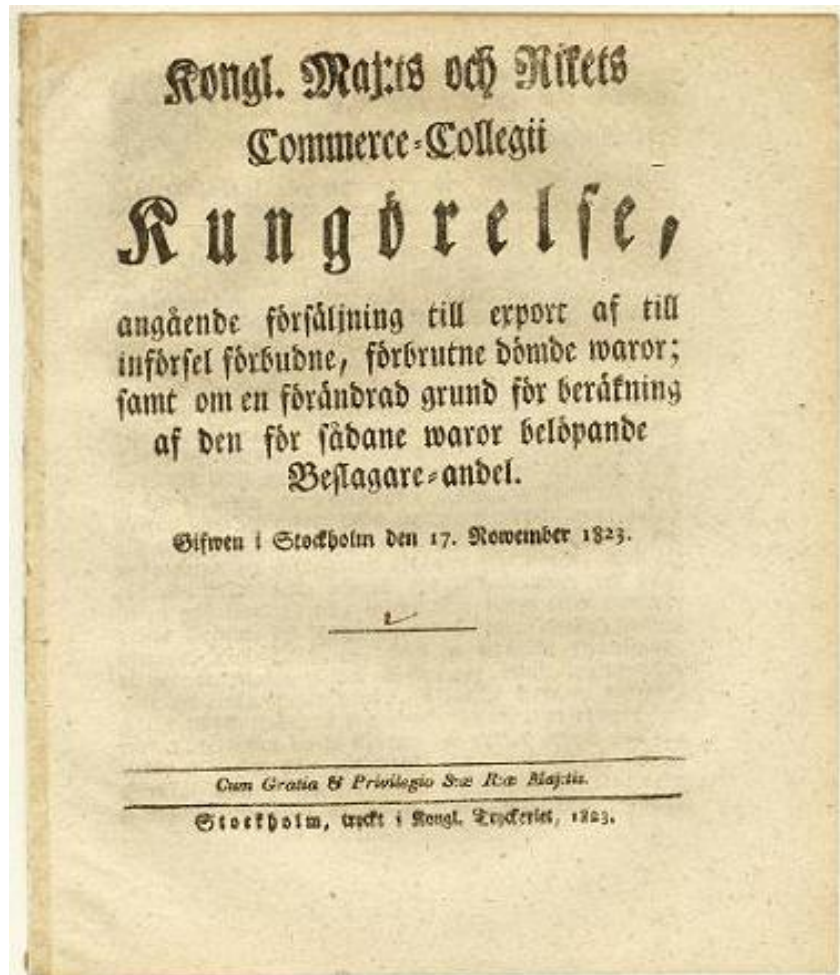 Kongl. Maj:ts och Rikets
Commerce-Collegii
Kungörelse,
angående försäljning till export af till
införsel förbudne, förbrutne dömde waror;
samt om en förändrad grund för beräkning
af den för sådane waror belöpande
Beslagare-andel.
Gifwen i Stockholm den 17. November 1823.
Cum Gratia & Privilegio S:æ R:æ Maj:tis.
Stockholm, tryckt i Kongl. Tryckeriet, 1823.